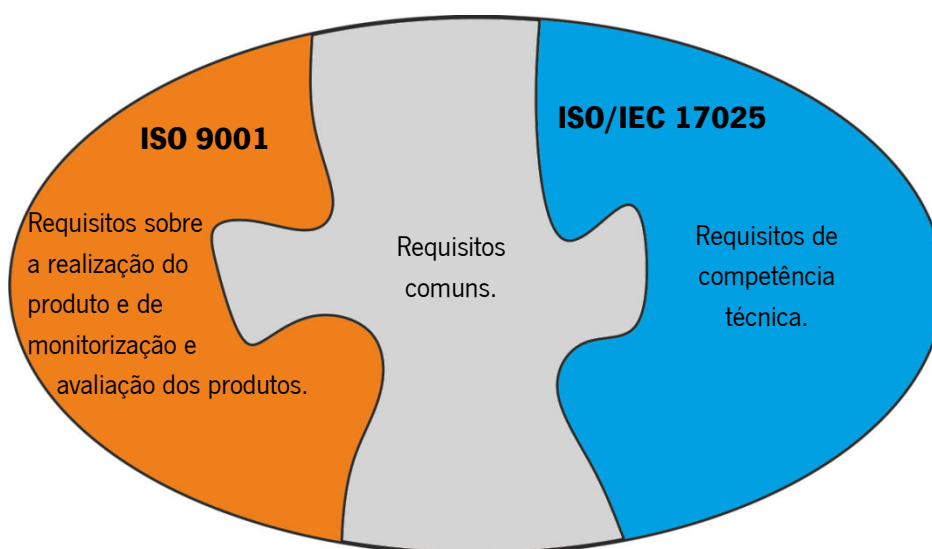 ISO 9001
Requisitos sobre
a realização do
produto e de
monitorização e
avaliação dos produtos.
Requisitos
comuns.
ISO/IEC 17025
Requisitos de
competência
técnica.